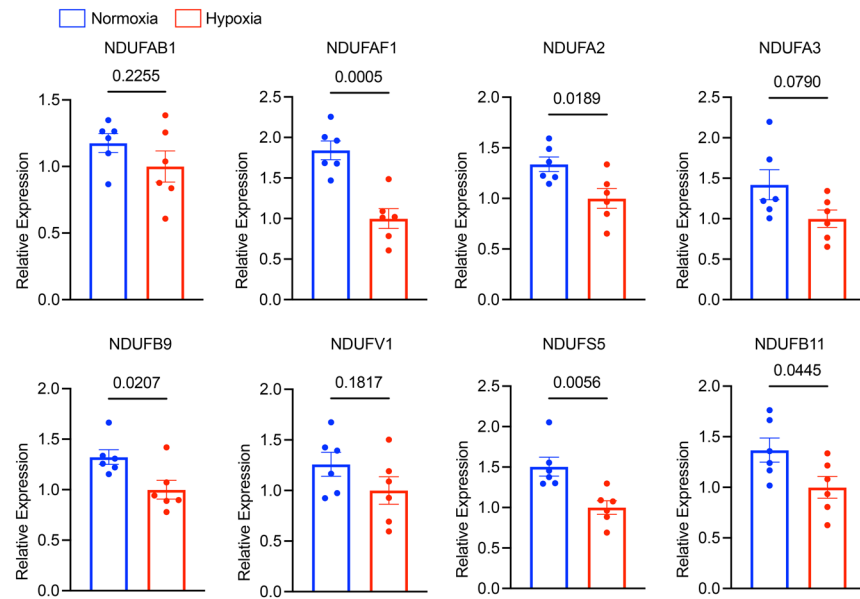 Normoxia Hypoxia
NDUFAB1 NDUFAF1 NDUFA2 NDUFA3
0.2255 0.0005 0.0189 0.0790
Relative Expression Relative Expression Relative Expression Relative Expression
1.5 2.5 2.0 2.5
2.0 2.0
1.0 1.5 1.5 1.5
1.0 1.0 1.0
0.5 0.5 0.5 0.5
0.0 0.0 0.0 0.0
NDUFB9 NDUFV1 NDUFS5 NDUFB11
0.0207 0.1817 0.0056 0.0445
Relative Expression Relative Expression Relative Expression Relative Expression
2.0 2.0 2.5 2.0
2.0
1.5 1.5 1.5 1.5
1.0 1.0 1.0 1.0
0.5 0.5 0.5 0.5
0.0 0.0 0.0 0.0